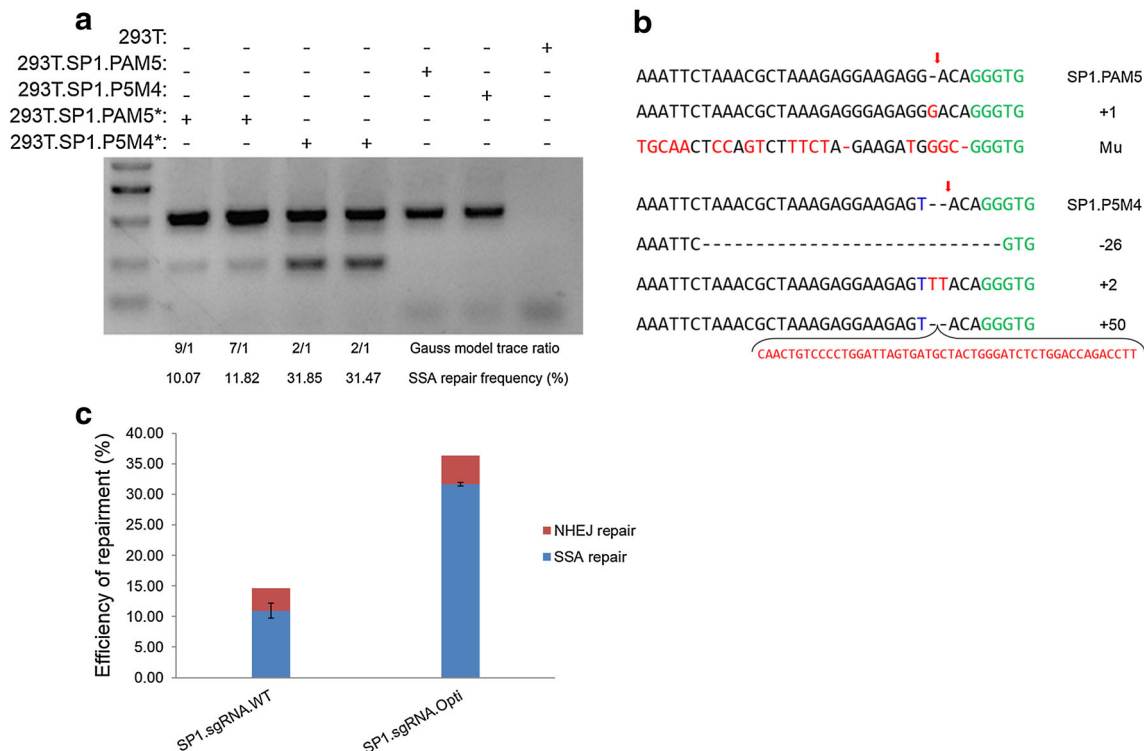 a
293T: - - - - - - +
293T.SP1.PAM5: - - - - + - -
293T.SP1.P5M4: - - - - - + -
293T.SP1.PAM5*: + + - - - - -
293T.SP1.P5M4*: - - + + - - -
9/1 7/1 2/1 2/1 Gauss model trace ratio
10.07 11.82 31.85 31.47 SSA repair frequency (%)
b
AAATTCTAAACGCTAAAGAGGAAGAGG-ACAGGGTG SP1.PAM5
AAATTCTAAACGCTAAAGAGGGAGAGGGACAGGGTG +1
TGCAACTCCAGTCTTTCTA-GAAGATGGGC-GGGTG Mu
AAATTCTAAACGCTAAAGAGGAAGAGT--ACAGGGTG SP1.P5M4
AAATTC----------------------------GTG -26
AAATTCTAAACGCTAAAGAGGAAGAGTTTACAGGGTG +2
AAATTCTAAACGCTAAAGAGGAAGAGT--ACAGGGTG +50
CAACTGTCCCCTGGATTAGTGATGCTACTGGGATCTCTGGACCAGACCTT
c
Efficiency of repairment (%)
40.00
35.00
30.00
25.00
20.00
15.00
10.00
5.00
0.00
NHEJ repair
SSA repair
SP1.sgRNA.WT
SP1.sgRNA.Opti